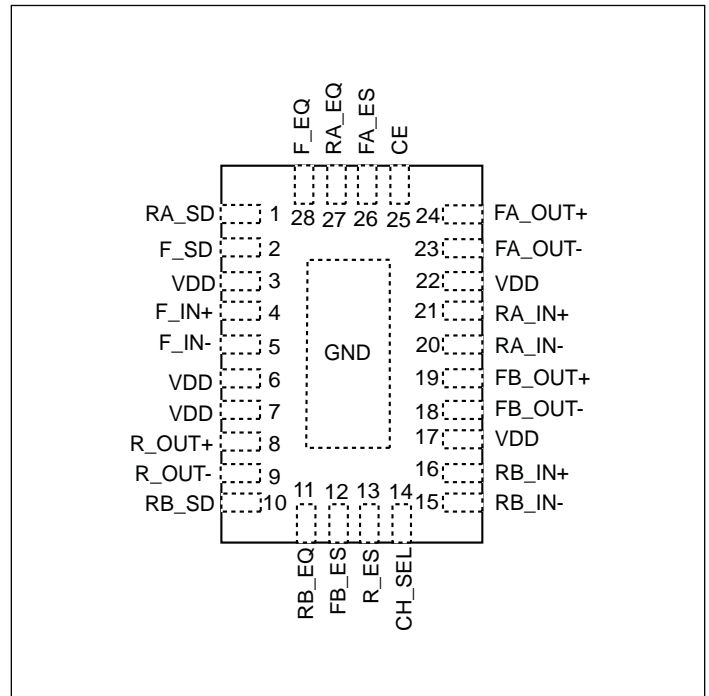 F_EQ
RA_EQ
FA_ES
CE
28 27 26 25
RA_SD 1
F_SD 2
VDD 3
F_IN+ 4
F_IN- 5
VDD 6
VDD 7
R_OUT+ 8
R_OUT- 9
RB_SD 10
GND
24 FA_OUT+
23 FA_OUT-
22 VDD
21 RA_IN+
20 RA_IN-
19 FB_OUT+
18 FB_OUT-
17 VDD
16 RB_IN+
15 RB_IN-
11 12 13 14
RB_EQ
FB_ES
R_ES
CH_SEL